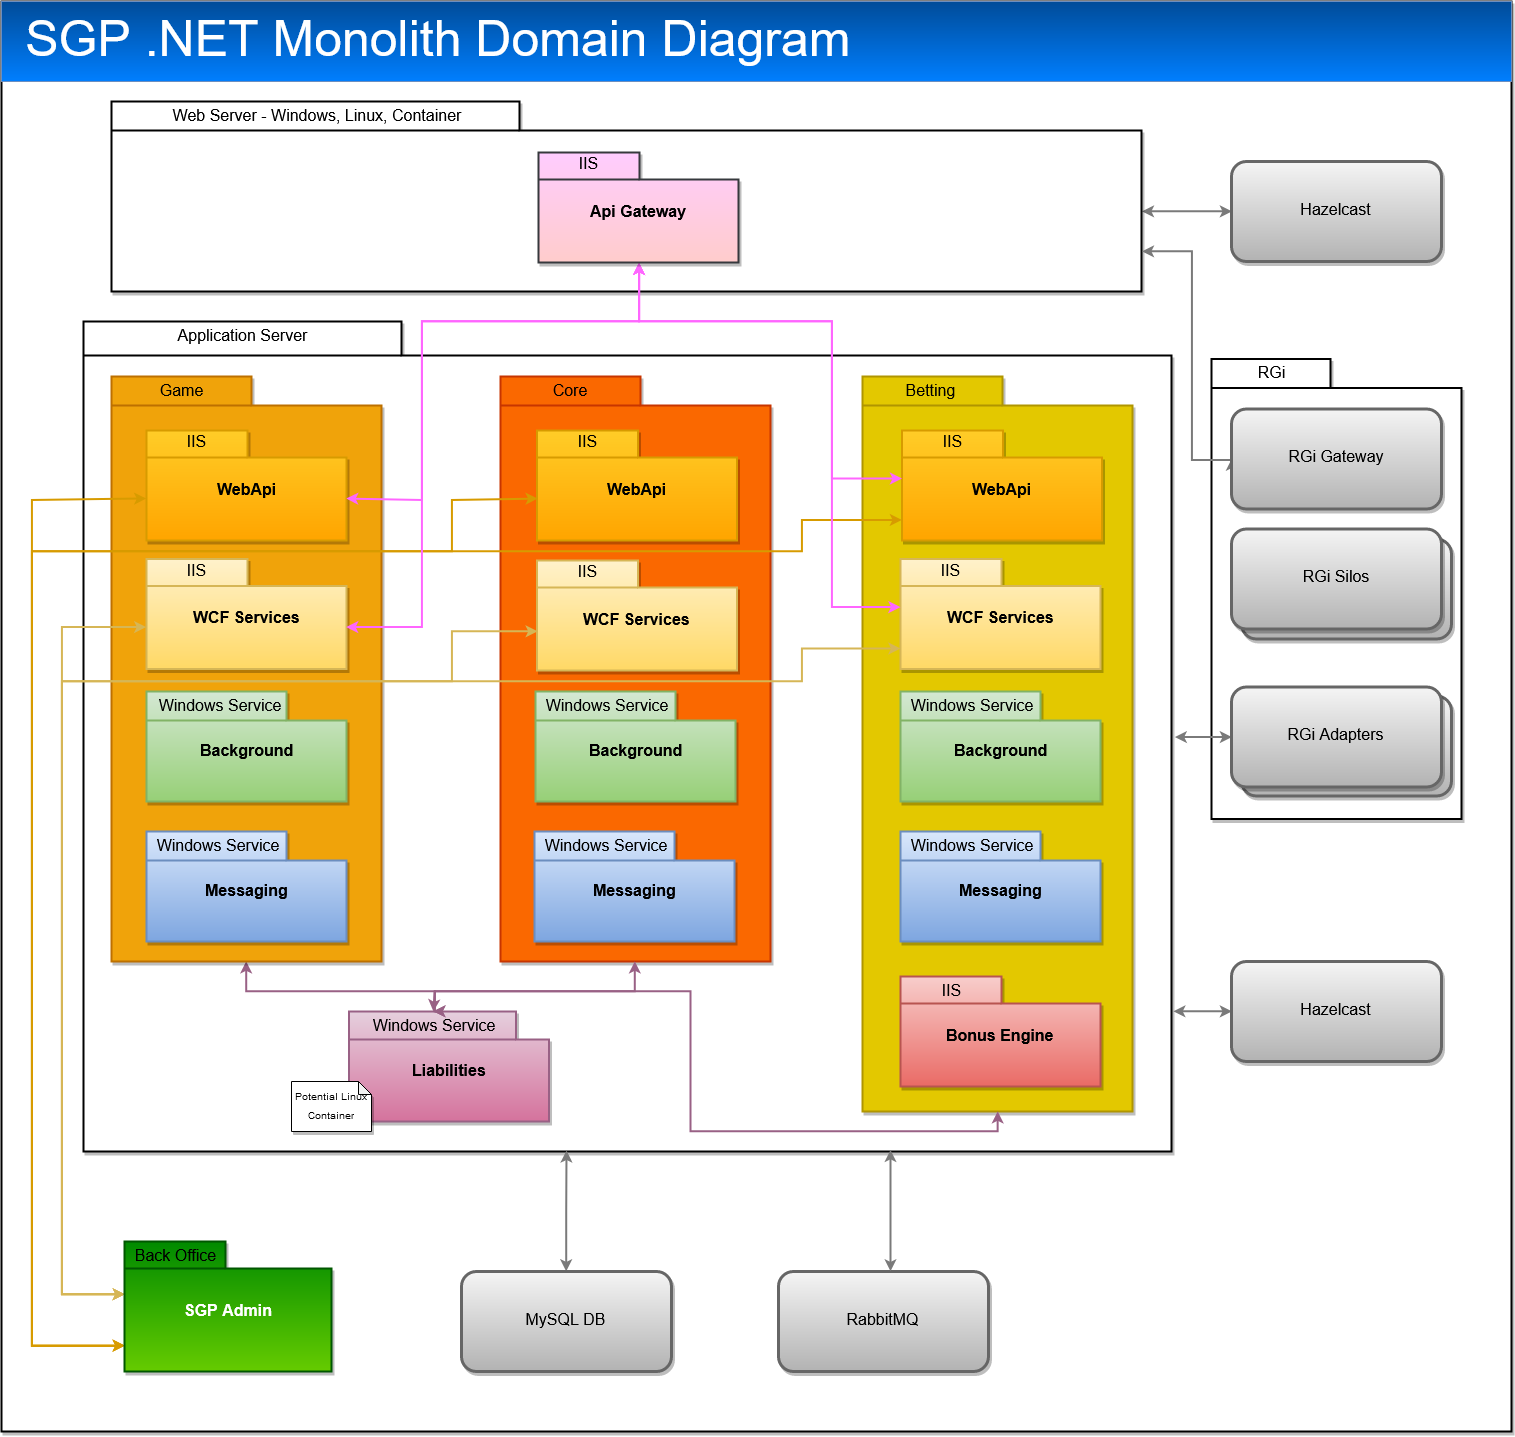 SGP .NET Monolith Domain Diagram
Web Server - Windows, Linux, Container
IIS
Api Gateway
Hazelcast
Application Server
RGi
RGi Gateway
RGi Silos
RGi Adapters
Game
IIS
WebApi
IIS
WCF Services
Windows Service
Background
Windows Service
Messaging
Core
IIS
WebApi
IIS
WCF Services
Windows Service
Background
Windows Service
Messaging
Betting
IIS
WebApi
IIS
WCF Services
Windows Service
Background
Windows Service
Messaging
IIS
Bonus Engine
Windows Service
Liabilities
Potential Linux
Container
Hazelcast
Back Office
SGP Admin
MySQL DB
RabbitMQ